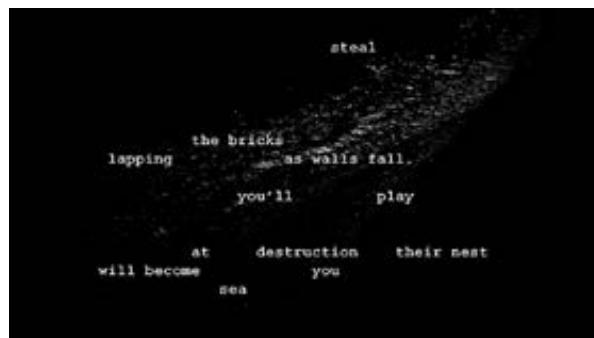 steal
the bricks
lapping as walls fall.
you'll play
at destruction their nest
will become you
sea